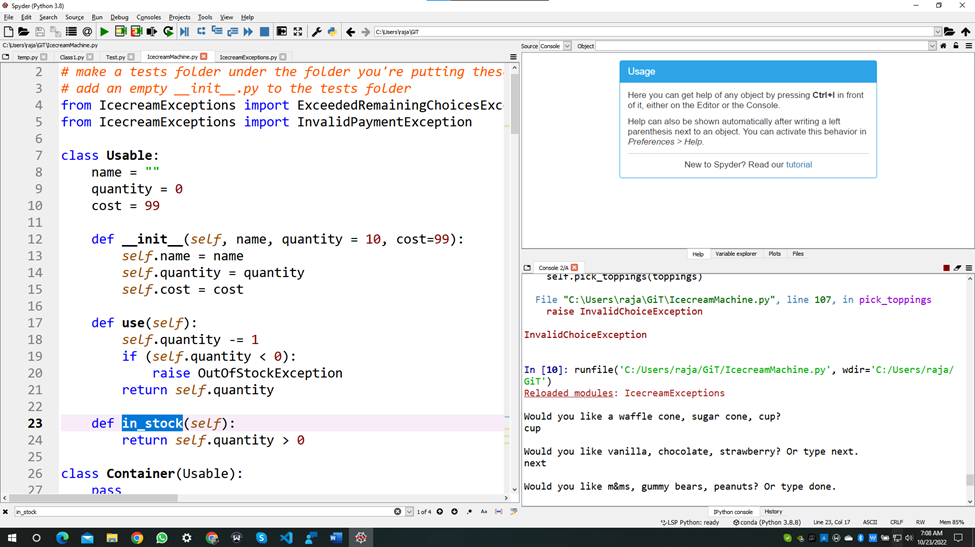 Spyder (Python 3.8)
File Edit Search Source Run Debug Consoles Projects Tools View Help
C:\Users\raja\GiT
C:\Users\raja\GiT\IcecreamMachine.py
temp.py Class1.py Test.py IcecreamMachine.py IcecreamExceptions.py
2 # make a tests folder under the folder you're putting these
3 # add an empty __init__.py to the tests folder
4 from IcecreamExceptions import ExceededRemainingChoicesExc
5 from IcecreamExceptions import InvalidPaymentException
6
7 class Usable:
8 name = ""
9 quantity = 0
10 cost = 99
11
12 def __init__(self, name, quantity = 10, cost=99):
13 self.name = name
14 self.quantity = quantity
15 self.cost = cost
16
17 def use(self):
18 self.quantity -= 1
19 if (self.quantity < 0):
20 raise OutOfStockException
21 return self.quantity
22
23 def in_stock(self):
24 return self.quantity > 0
25
26 class Container(Usable):
27 pass
in_stock 1 of 4 Aa
Source Console Object
Usage
Here you can get help of any object by pressing Ctrl+I in front
of it, either on the Editor or the Console.
Help can also be shown automatically after writing a left
parenthesis next to an object. You can activate this behavior in
Preferences > Help.
New to Spyder? Read our tutorial
Help Variable explorer Plots Files
Console 2/A
self.pick_toppings(toppings)
File "C:\Users\raja\GiT\IcecreamMachine.py", line 107, in pick_toppings
raise InvalidChoiceException
InvalidChoiceException
In [10]: runfile('C:/Users/raja/GiT/IcecreamMachine.py', wdir='C:/Users/raja/
GiT')
Reloaded modules: IcecreamExceptions
Would you like a waffle cone, sugar cone, cup?
cup
Would you like vanilla, chocolate, strawberry? Or type next.
next
Would you like m&ms, gummy bears, peanuts? Or type done.
IPython console History
LSP Python: ready conda (Python 3.8.8) Line 23, Col 17 ASCII CRLF RW Mem 85%
7:08 AM
10/23/2022